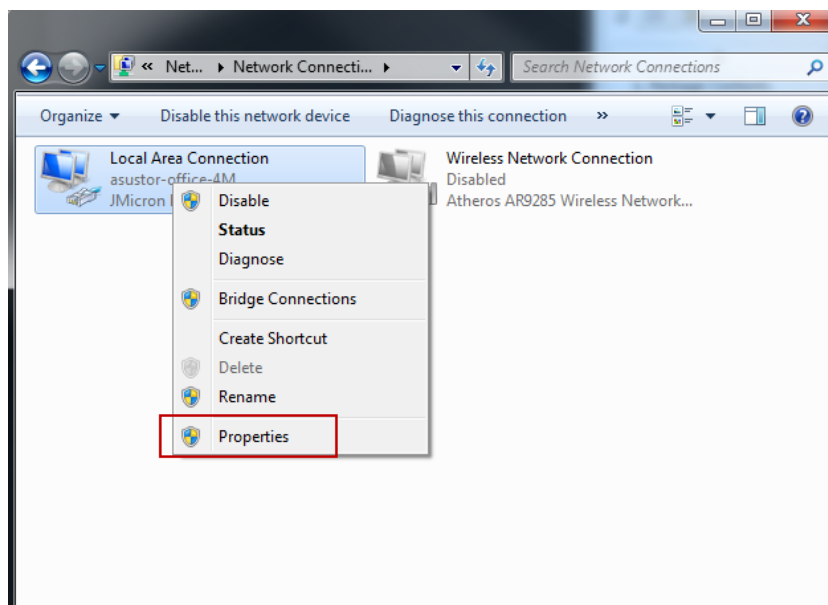 « Net... Network Connecti...
Search Network Connections
Organize
Disable this network device
Diagnose this connection
»
Local Area Connection
asustor-office-4M
JMicron
Wireless Network Connection
Disabled
Atheros AR9285 Wireless Network...
Disable
Status
Diagnose
Bridge Connections
Create Shortcut
Delete
Rename
Properties